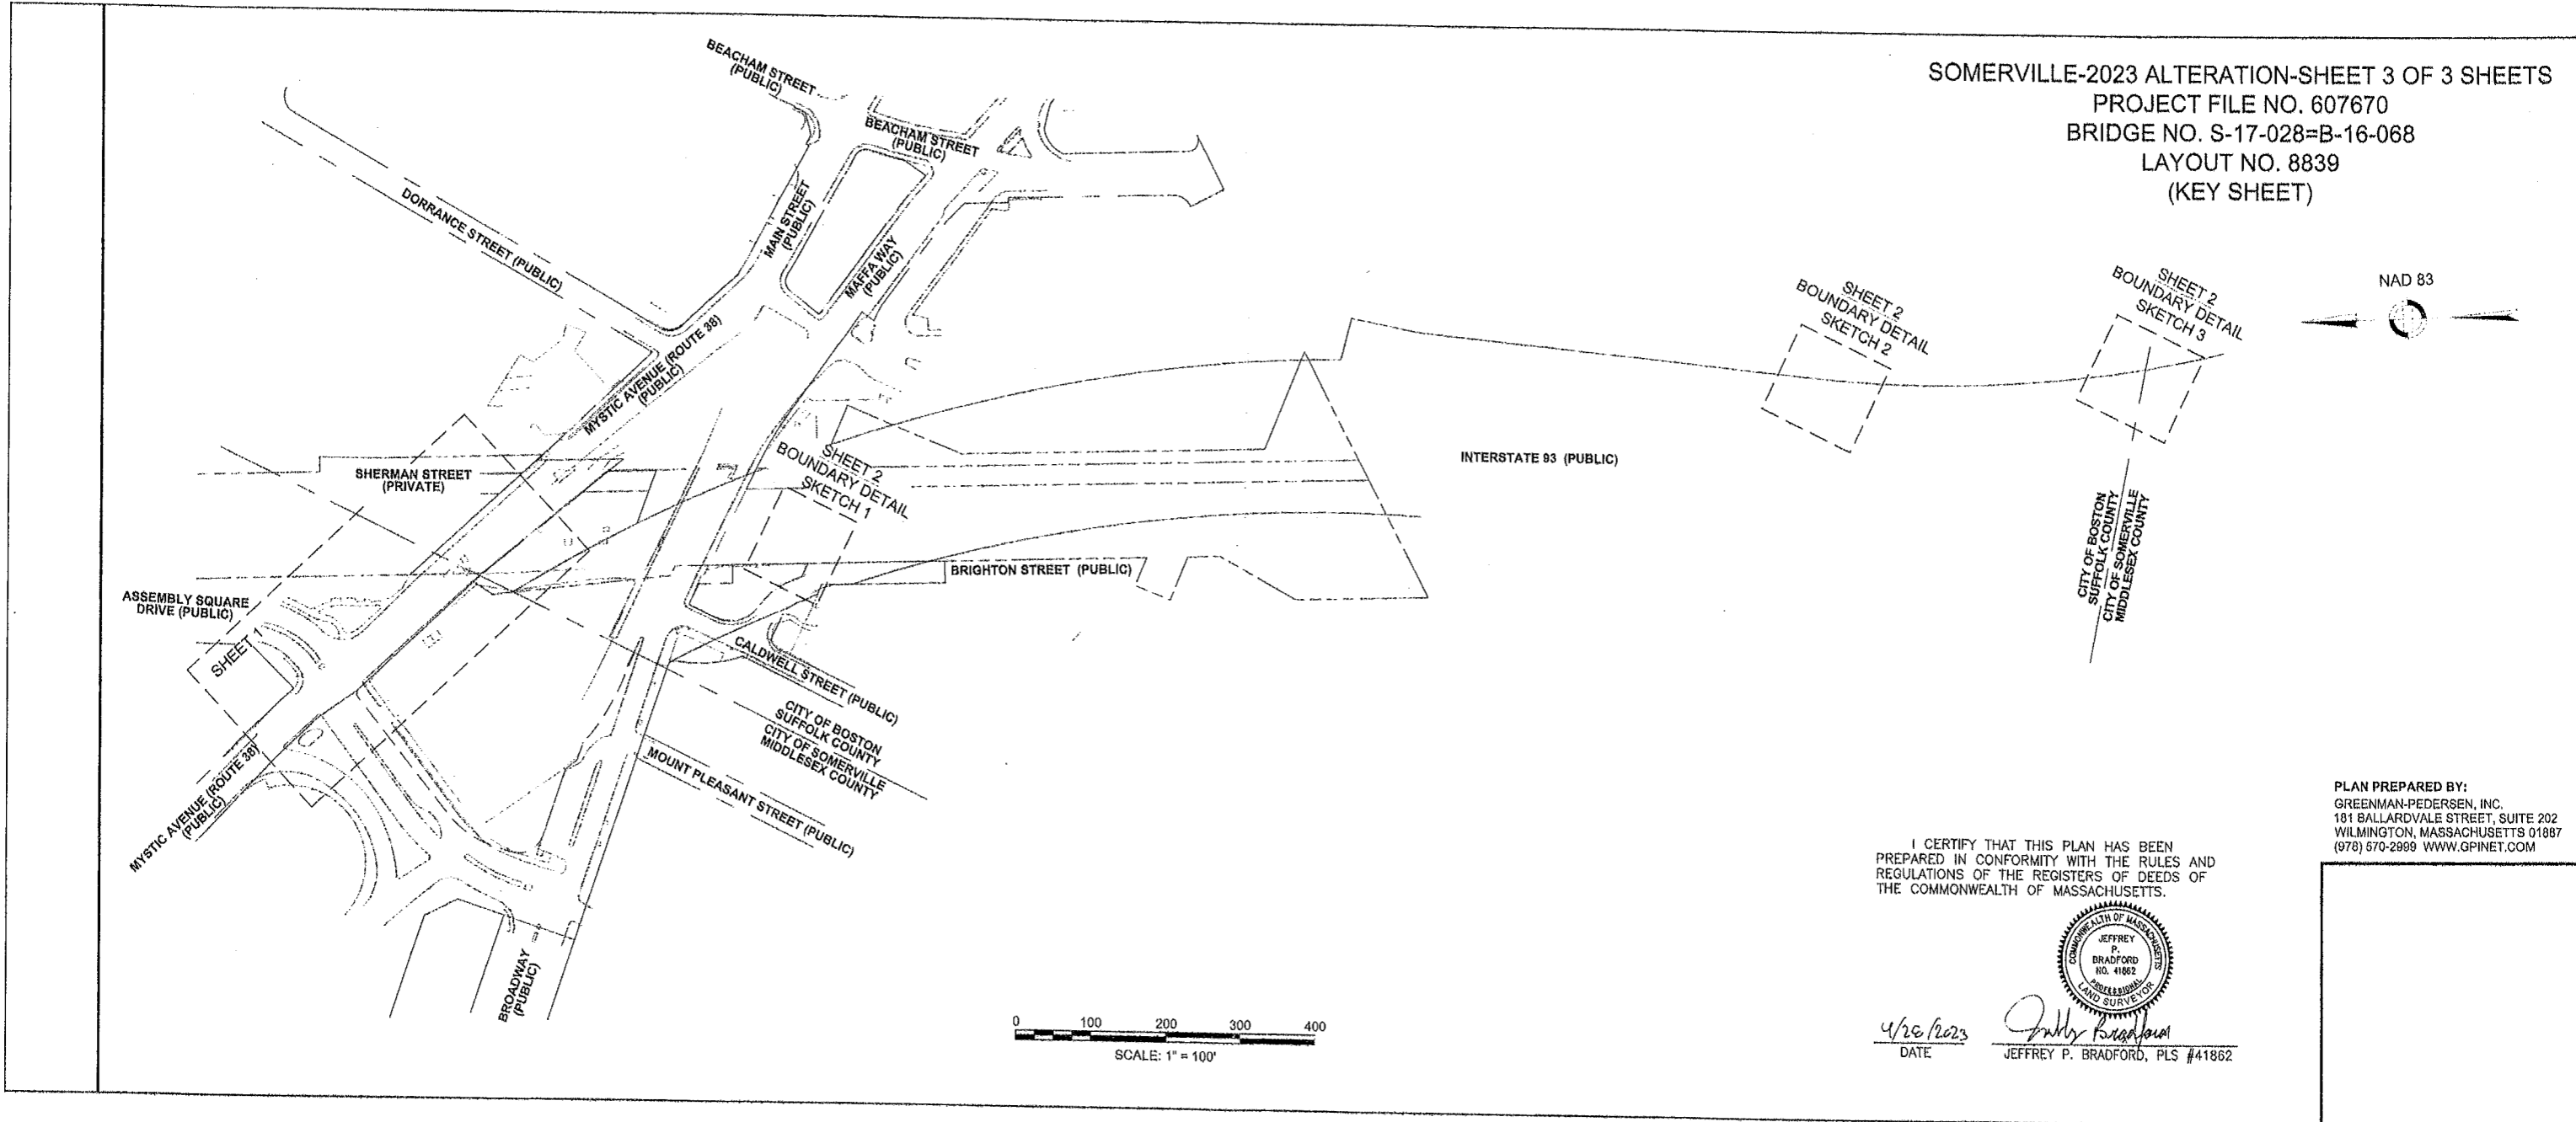 SOMERVILLE-2023 ALTERATION-SHEET 3 OF 3 SHEETS
PROJECT FILE NO. 607670
BRIDGE NO. S-17-028=B-16-068
LAYOUT NO. 8839
(KEY SHEET)
BEACHAM STREET
(PUBLIC)
BEACHAM STREET
(PUBLIC)
DORRANCE STREET (PUBLIC)
MAIN STREET
(PUBLIC)
MAFFA WAY
(PUBLIC)
MYSTIC AVENUE (ROUTE 38)
(PUBLIC)
SHERMAN STREET
(PRIVATE)
SHEET 2
BOUNDARY DETAIL
SKETCH 1
SHEET 2
BOUNDARY DETAIL
SKETCH 2
SHEET 2
BOUNDARY DETAIL
SKETCH 3
NAD 83
INTERSTATE 93 (PUBLIC)
CITY OF BOSTON
SUFFOLK COUNTY
CITY OF SOMERVILLE
MIDDLESEX COUNTY
BRIGHTON STREET (PUBLIC)
ASSEMBLY SQUARE
DRIVE (PUBLIC)
SHEET 1
CALDWELL STREET (PUBLIC)
CITY OF BOSTON
SUFFOLK COUNTY
CITY OF SOMERVILLE
MIDDLESEX COUNTY
MOUNT PLEASANT STREET (PUBLIC)
MYSTIC AVENUE (ROUTE 38)
(PUBLIC)
BROADWAY
(PUBLIC)
0 100 200 300 400
SCALE: 1" = 100'
PLAN PREPARED BY:
GREENMAN-PEDERSEN, INC.
181 BALLARDVALE STREET, SUITE 202
WILMINGTON, MASSACHUSETTS 01887
(978) 570-2999 WWW.GPINET.COM
I CERTIFY THAT THIS PLAN HAS BEEN
PREPARED IN CONFORMITY WITH THE RULES AND
REGULATIONS OF THE REGISTERS OF DEEDS OF
THE COMMONWEALTH OF MASSACHUSETTS.
COMMONWEALTH OF MASSACHUSETTS
JEFFREY
P.
BRADFORD
NO. 41862
PROFESSIONAL
LAND SURVEYOR
DATE
JEFFREY P. BRADFORD, PLS #41862